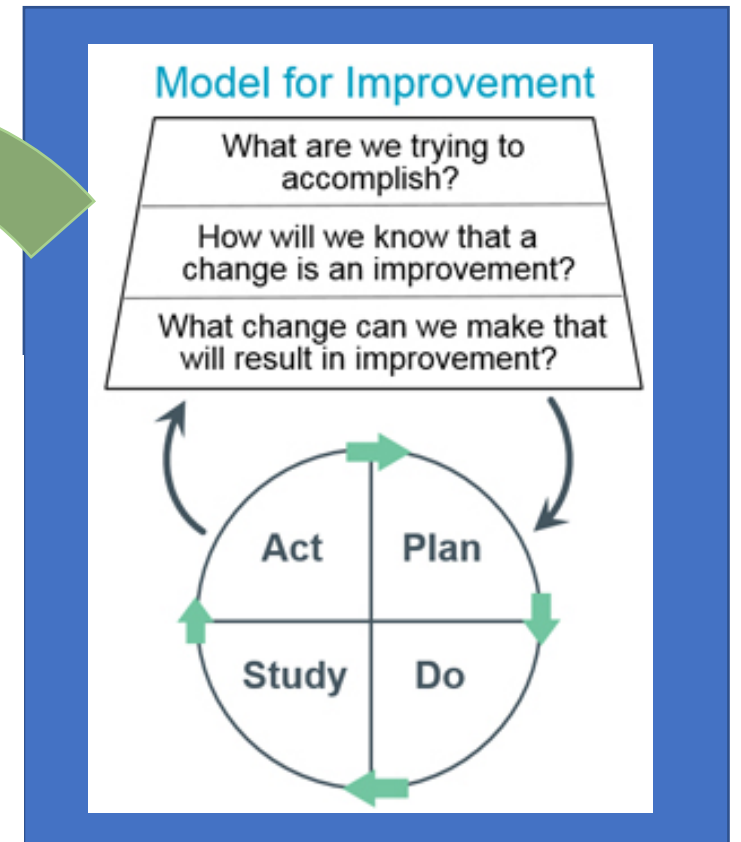 Model for Improvement
What are we trying to
accomplish?
How will we know that a
change is an improvement?
What change can we make that
will result in improvement?
Act
Plan
Study
Do